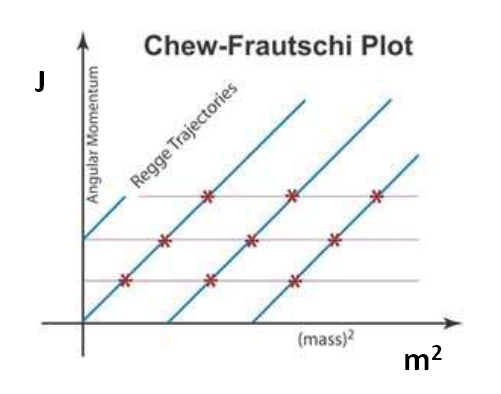 Chew-Frautschi Plot
J
Angular Momentum
Regge Trajectories
(mass)²
m²